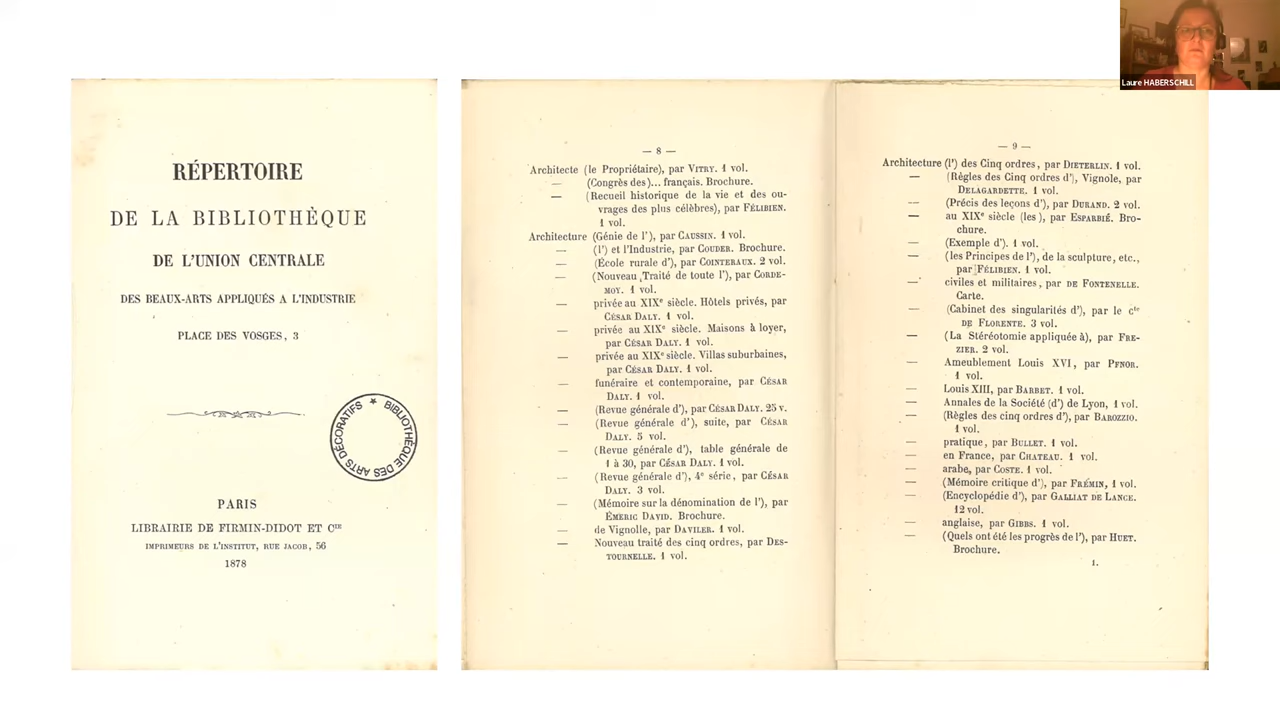 RÉPERTOIRE
DE LA BIBLIOTHÈQUE
DE L'UNION CENTRALE
DES BEAUX-ARTS APPLIQUÉS A L'INDUSTRIE
PLACE DES VOSGES, 3
BIBLIOTHÈQUE DES ARTS DÉCORATIFS ★
PARIS
LIBRAIRIE DE FIRMIN-DIDOT ET Cie
IMPRIMEURS DE L'INSTITUT, RUE JACOB, 56
1878
— 8 —
Architecte (le Propriétaire), par VITRY. 1 vol.
— (Congrès des)... français. Brochure.
— (Recueil historique de la vie et des ou-
vrages des plus célèbres), par FÉLIBIEN.
1 vol.
Architecture (Génie de l'), par CAUSSIN. 1 vol.
— (l') et l'Industrie, par COUDER. Brochure.
— (École rurale d'), par COINTERAUX. 2 vol.
— (Nouveau Traité de toute l'), par CORDE-
MOY. 1 vol.
— privée au XIXe siècle. Hôtels privés, par
CÉSAR DALY. 1 vol.
— privée au XIXe siècle. Maisons à loyer,
par CÉSAR DALY. 1 vol.
— privée au XIXe siècle. Villas suburbaines,
par CÉSAR DALY. 1 vol.
— funéraire et contemporaine, par CÉSAR
DALY. 1 vol.
— (Revue générale d'), par CÉSAR DALY. 25 v.
— (Revue générale d'), suite, par CÉSAR
DALY. 5 vol.
— (Revue générale d'), table générale de
1 à 30, par CÉSAR DALY. 1 vol.
— (Revue générale d'), 4e série, par CÉSAR
DALY. 3 vol.
— (Mémoire sur la dénomination de l'), par
ÉMERIC DAVID. Brochure.
— de Vignolle, par DAVILER. 1 vol.
— Nouveau traité des cinq ordres, par DES-
TOURNELLE. 1 vol.
— 9 —
Architecture (l') des Cinq ordres, par DIETERLIN. 1 vol.
— (Règles des Cinq ordres d'), Vignole, par
DELAGARDETTE. 1 vol.
— (Précis des leçons d'), par DURAND. 2 vol.
— au XIXe siècle (les), par ESPARBIÉ. Bro-
chure.
— (Exemple d'). 1 vol.
— (les Principes de l'), de la sculpture, etc.,
par FÉLIBIEN. 1 vol.
— civiles et militaires, par DE FONTENELLE.
Carte.
— (Cabinet des singularités d'), par le cte
DE FLORENTE. 3 vol.
— (La Stéréotomie appliquée à), par FRE-
ZIER. 2 vol.
— Ameublement Louis XVI, par PFNOR.
1 vol.
— Louis XIII, par BARBET. 1 vol.
— Annales de la Société (d') de Lyon, 1 vol.
— (Règles des cinq ordres d'), par BAROZZIO.
1 vol.
— pratique, par BULLET. 1 vol.
— en France, par CHATEAU. 1 vol.
— arabe, par COSTE. 1 vol.
— (Mémoire critique d'), par FRÉMIN, 1 vol.
— (Encyclopédie d'), par GALLIAT DE LANCE.
12 vol.
— anglaise, par GIBBS. 1 vol.
— (Quels ont été les progrès de l'), par HUET.
Brochure.
1.
Laure HABERSCHILL